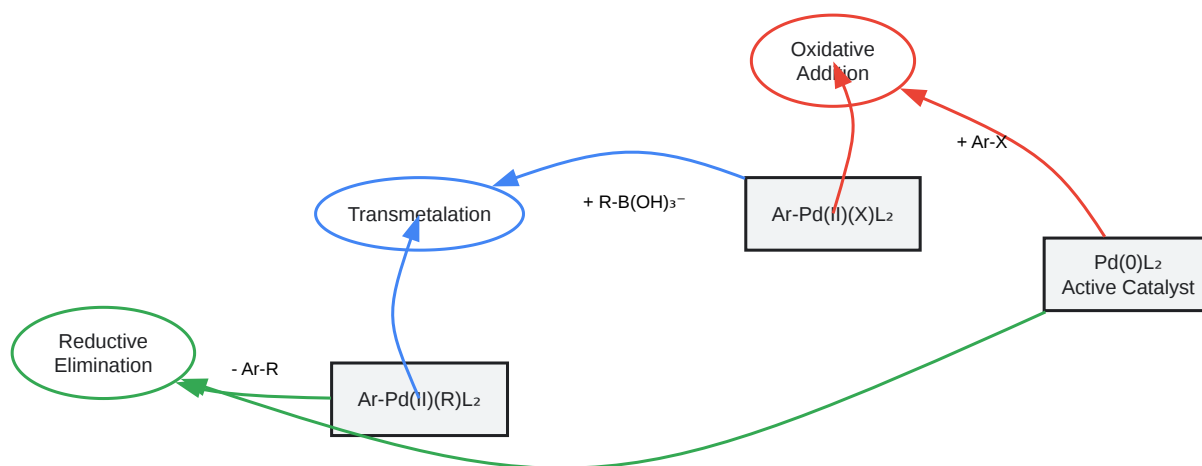 Oxidative
Addition
+ Ar-X
Transmetalation
+ R-B(OH)₃⁻
Ar-Pd(II)(X)L₂
Pd(0)L₂
Active Catalyst
Reductive
Elimination
- Ar-R
Ar-Pd(II)(R)L₂